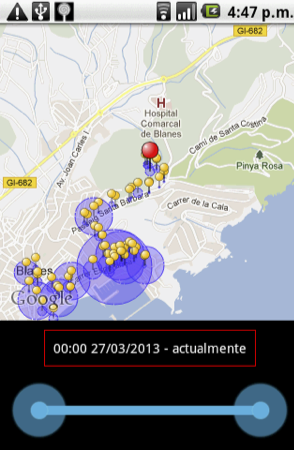 4:47 p.m.
GI-682
H
Hospital
Comarcal
de Blanes
Camí de Santa Cristina
Av Joan Carles I
Pinya Rosa
GI-682
Passeig Santa Bàrbara
Carrer de la Cala
Blanes
Google
00:00 27/03/2013 - actualmente